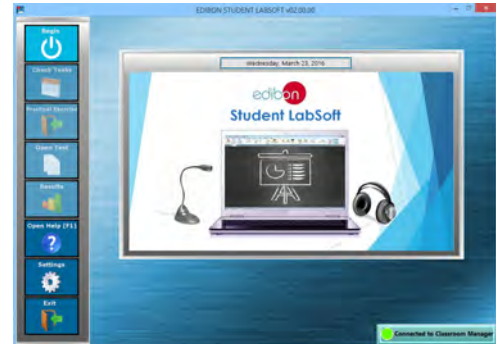 EDIBON STUDENT LABSOFT v02.00.00
Begin
Check Tasks
Practical Exercise
Open Test
Results
Open Help (F1)
Settings
Exit
Wednesday, March 23, 2016
edibon
Student LabSoft
Connected to Classroom Manager